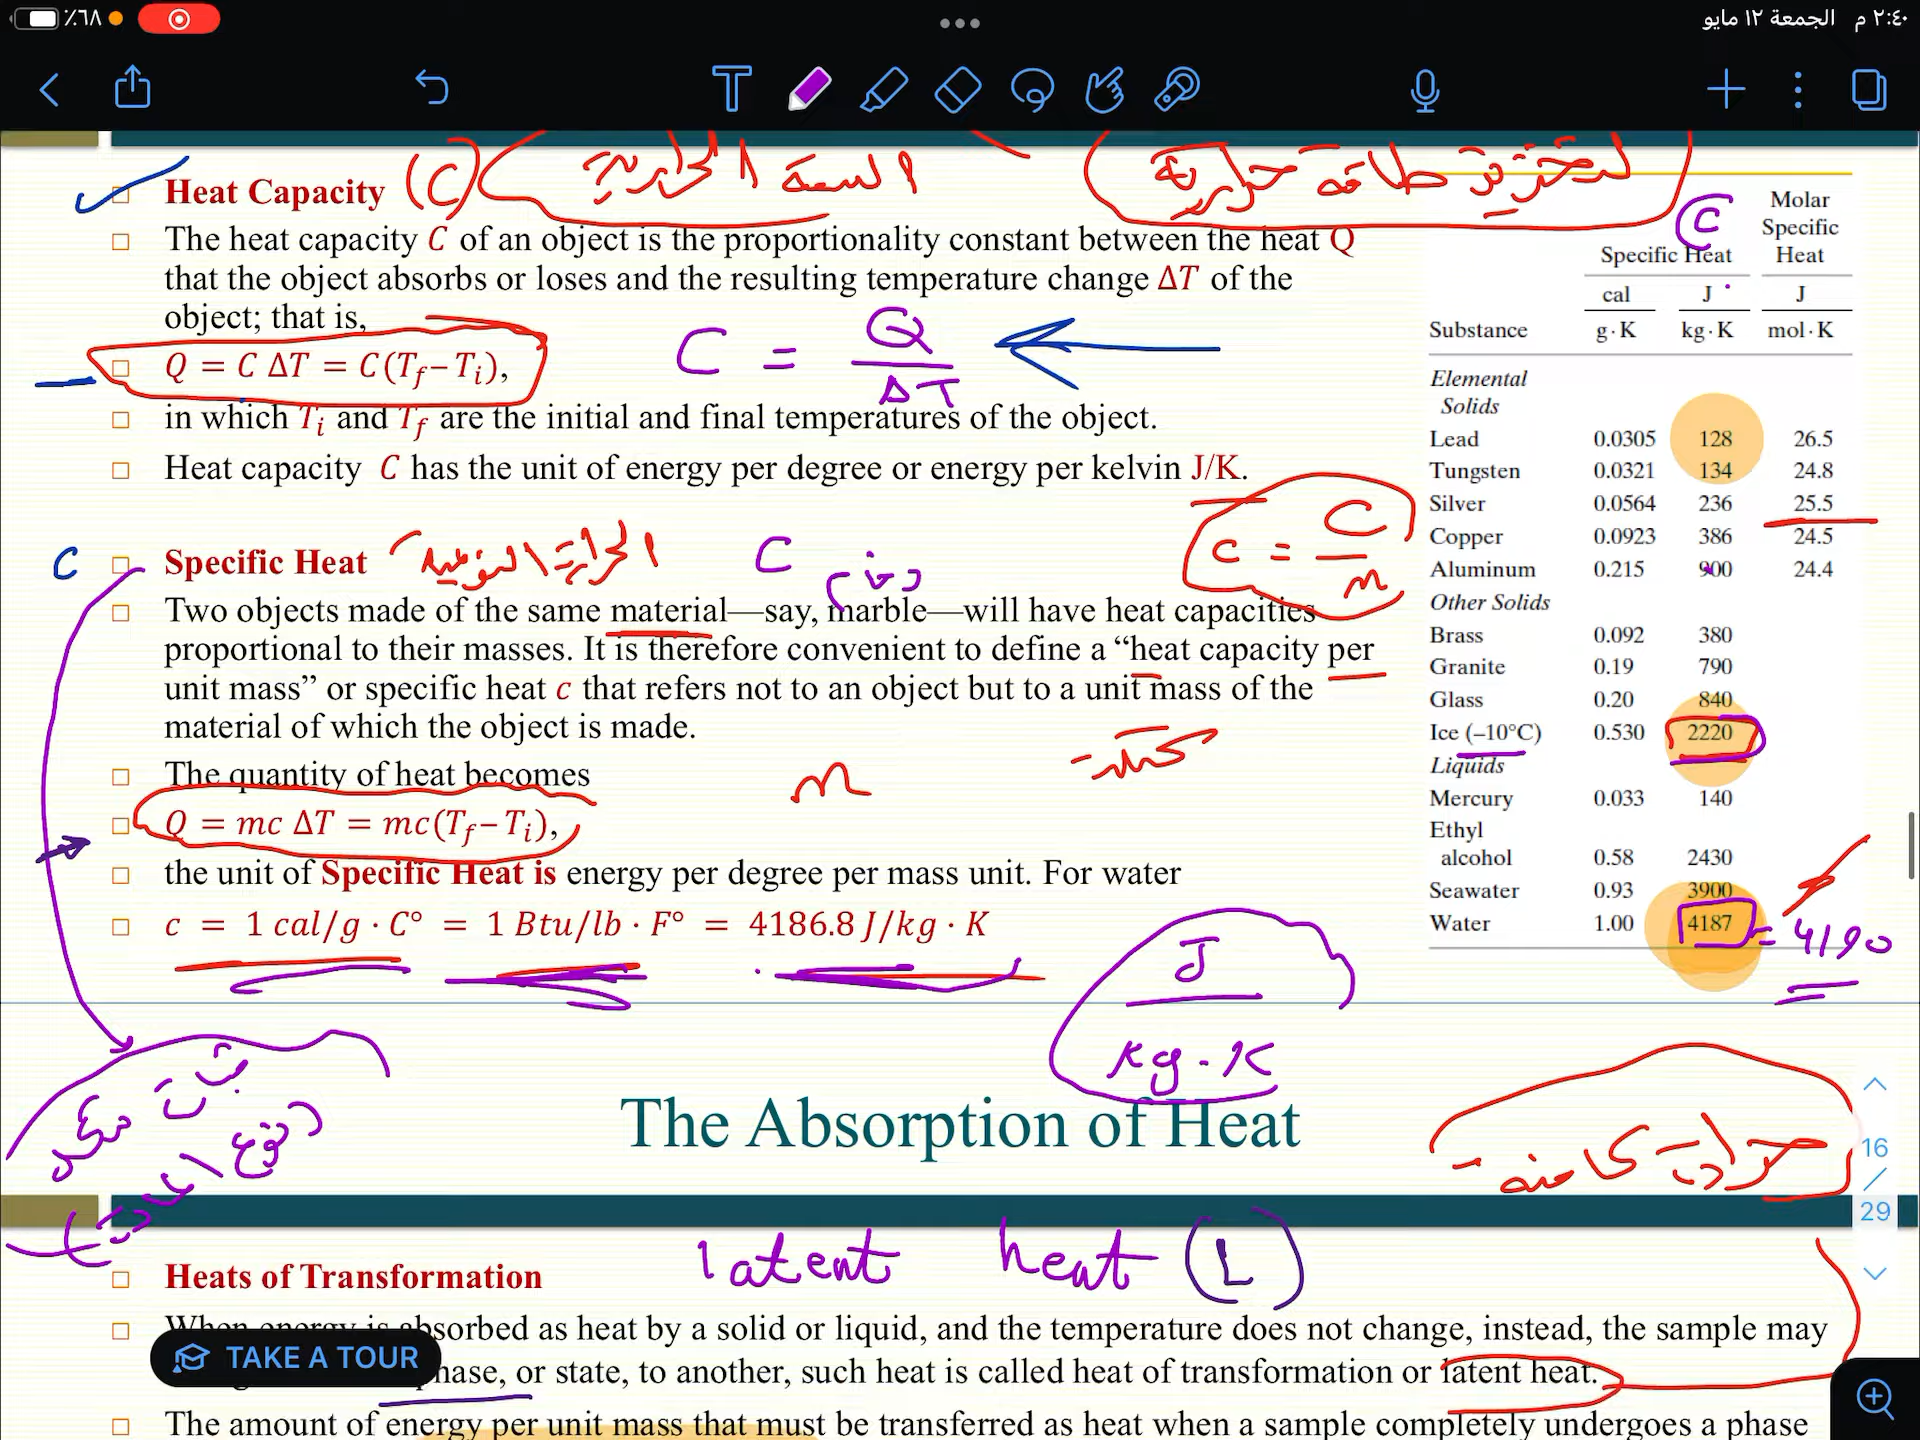 ٪٦٨
٢:٤٠ م الجمعة ١٢ مايو
Heat Capacity (C) السعة الحرارية
The heat capacity C of an object is the proportionality constant between the heat Q
that the object absorbs or loses and the resulting temperature change ΔT of the
object; that is,
Q = C ΔT = C(Tf− Ti),
C = Q / ΔT
in which Ti and Tf are the initial and final temperatures of the object.
Heat capacity C has the unit of energy per degree or energy per kelvin J/K.
c = C / m
C Specific Heat الحرارة النوعية C
Two objects made of the same material—say, marble—will have heat capacities
proportional to their masses. It is therefore convenient to define a “heat capacity per
unit mass” or specific heat c that refers not to an object but to a unit mass of the
material of which the object is made.
The quantity of heat becomes
m
Q = mc ΔT = mc(Tf− Ti),
the unit of Specific Heat is energy per degree per mass unit. For water
c = 1 cal/g · C° = 1 Btu/lb · F° = 4186.8 J/kg · K
J
kg . K
C
Molar
Specific
Specific Heat Heat
cal J J
Substance g · K kg · K mol · K
Elemental
Solids
Lead 0.0305 128 26.5
Tungsten 0.0321 134 24.8
Silver 0.0564 236 25.5
Copper 0.0923 386 24.5
Aluminum 0.215 900 24.4
Other Solids
Brass 0.092 380
Granite 0.19 790
Glass 0.20 840
Ice (–10°C) 0.530 2220
Liquids
Mercury 0.033 140
Ethyl
alcohol 0.58 2430
Seawater 0.93 3900
Water 1.00 4187 = 4190
The Absorption of Heat
حرارة كامنة
16
/
29
latent heat (L)
Heats of Transformation
When energy is absorbed as heat by a solid or liquid, and the temperature does not change, instead, the sample may
phase, or state, to another, such heat is called heat of transformation or latent heat.
TAKE A TOUR
The amount of energy per unit mass that must be transferred as heat when a sample completely undergoes a phase